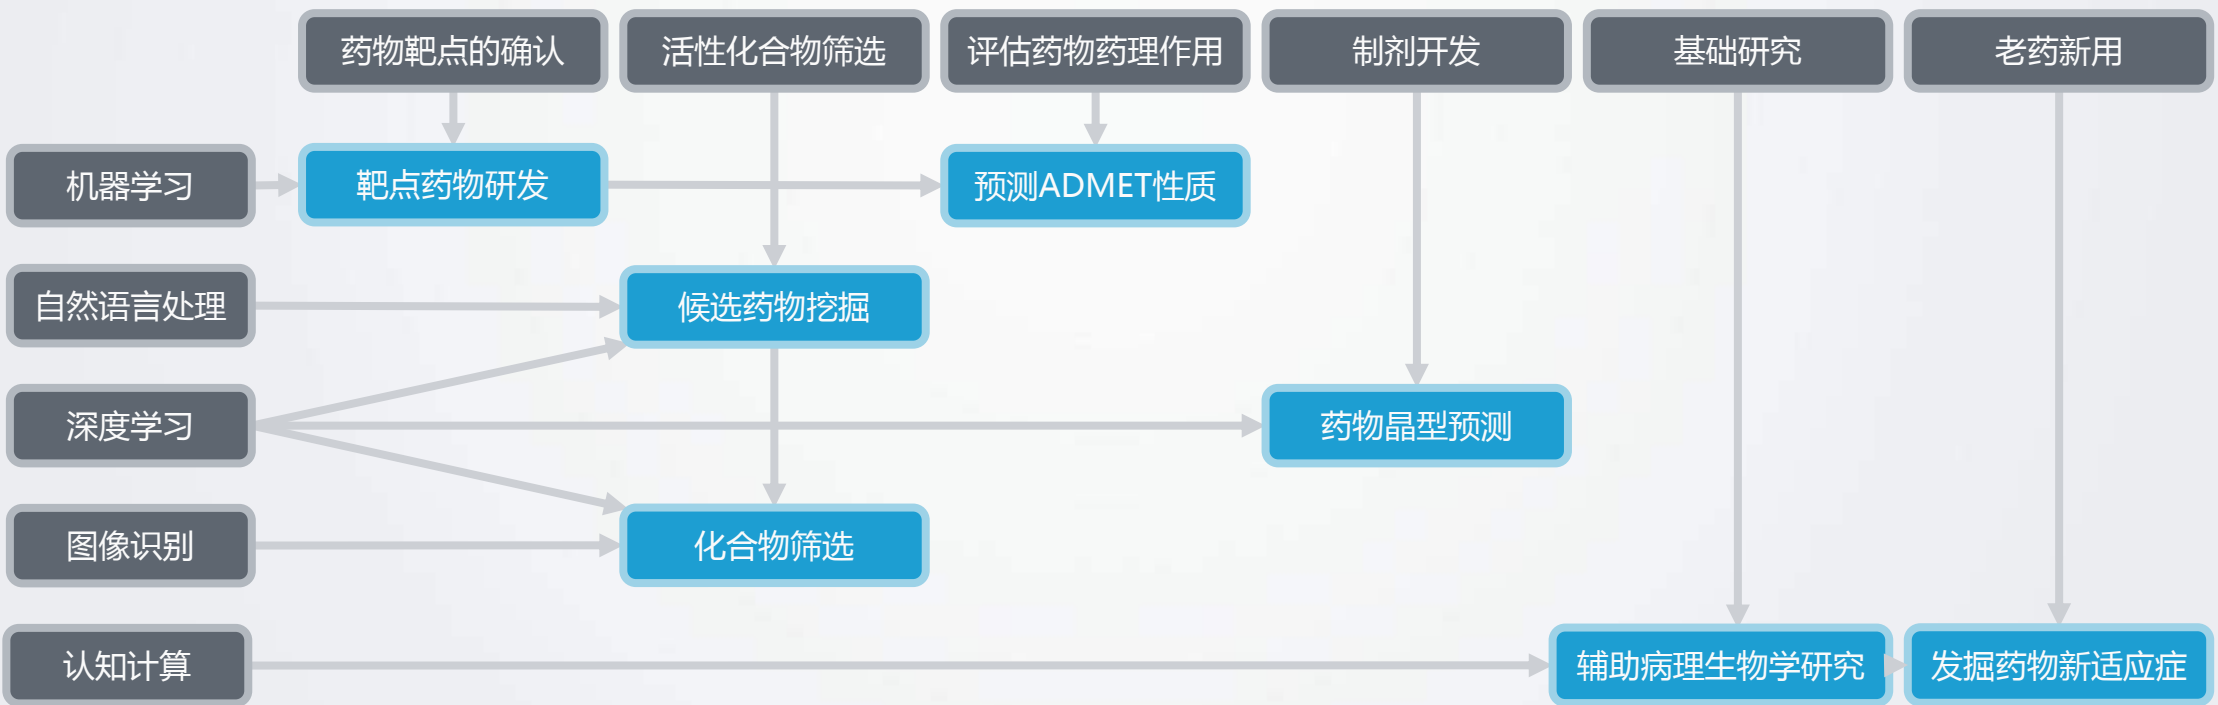 药物靶点的确认
活性化合物筛选
评估药物药理作用
制剂开发
基础研究
老药新用
机器学习
靶点药物研发
预测ADMET性质
自然语言处理
候选药物挖掘
深度学习
药物晶型预测
图像识别
化合物筛选
认知计算
辅助病理生物学研究
发掘药物新适应症